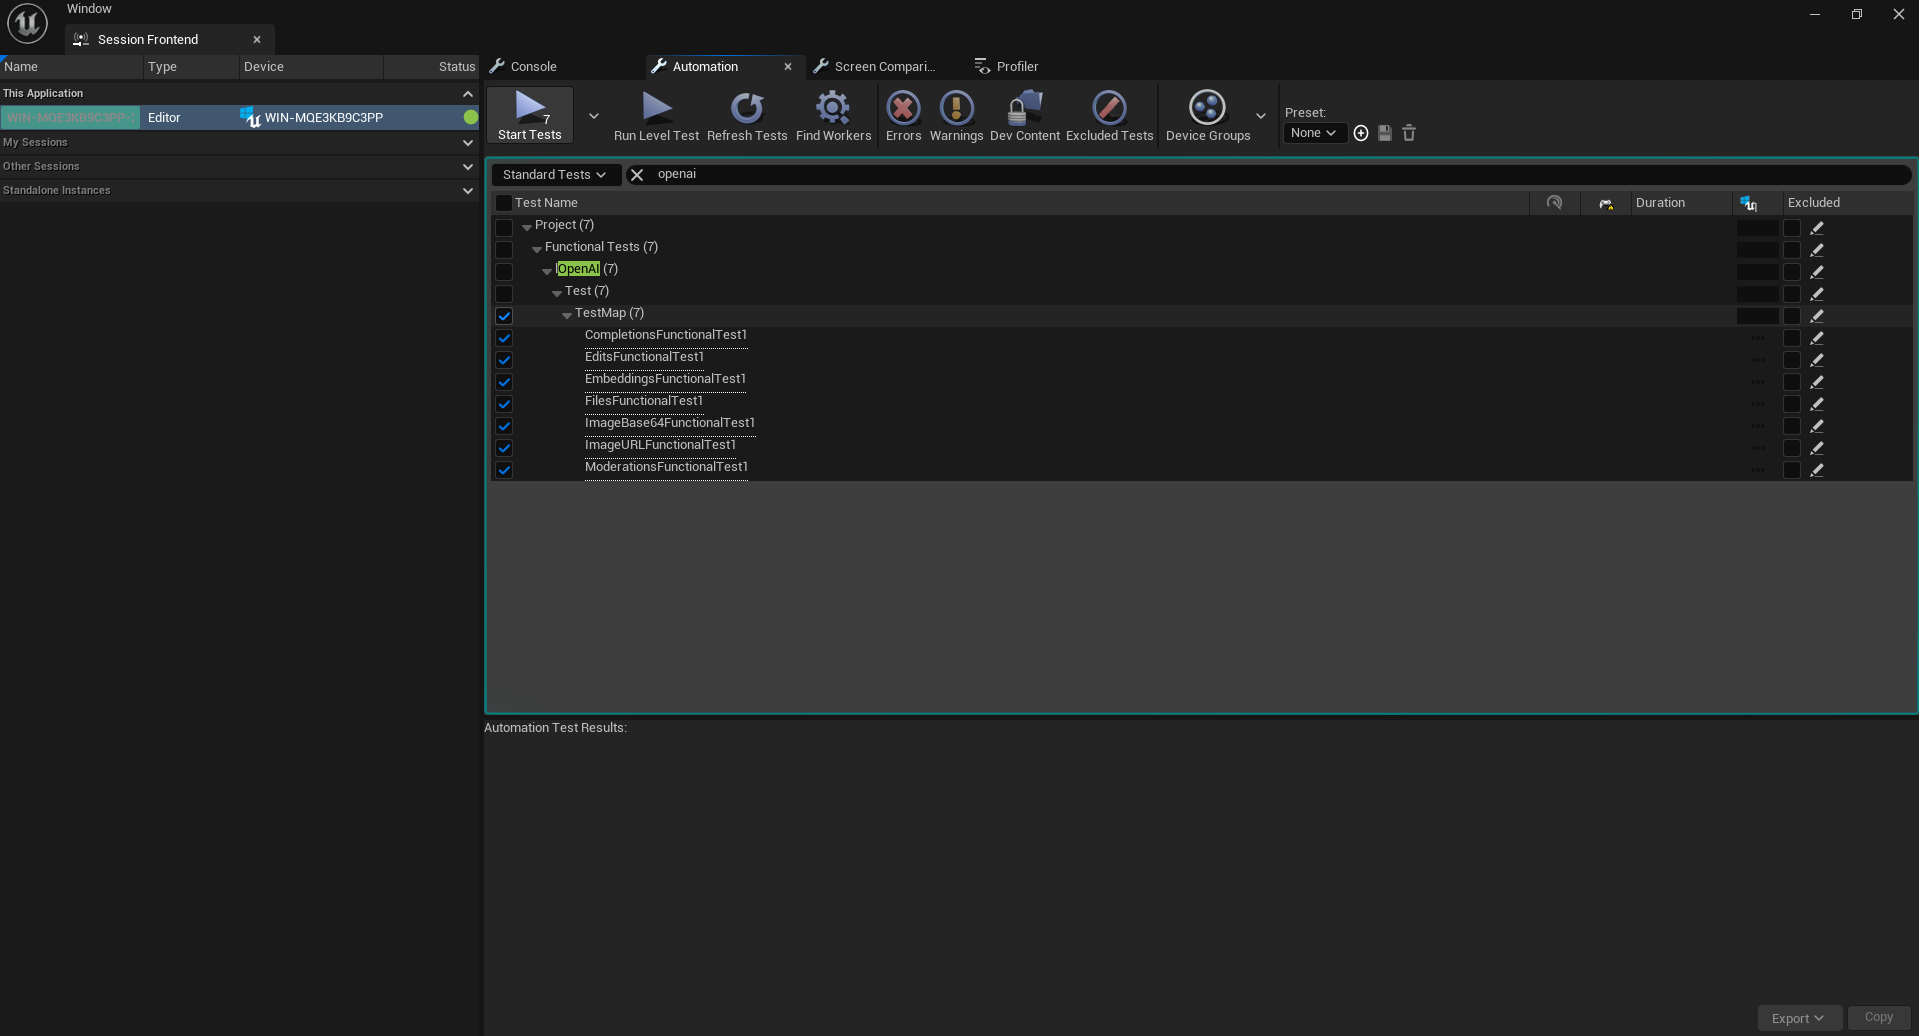 Window
Session Frontend
Name Type Device Status
This Application
WIN-MQE3KB9C3PP- Editor WIN-MQE3KB9C3PP
My Sessions
Other Sessions
Standalone Instances
Console Automation Screen Compari... Profiler
7
Start Tests Run Level Test Refresh Tests Find Workers Errors Warnings Dev Content Excluded Tests Device Groups
Preset:
None
Standard Tests openai
Test Name Duration Excluded
Project (7)
Functional Tests (7)
OpenAI (7)
Test (7)
TestMap (7)
CompletionsFunctionalTest1
EditsFunctionalTest1
EmbeddingsFunctionalTest1
FilesFunctionalTest1
ImageBase64FunctionalTest1
ImageURLFunctionalTest1
ModerationsFunctionalTest1
Automation Test Results:
Export Copy